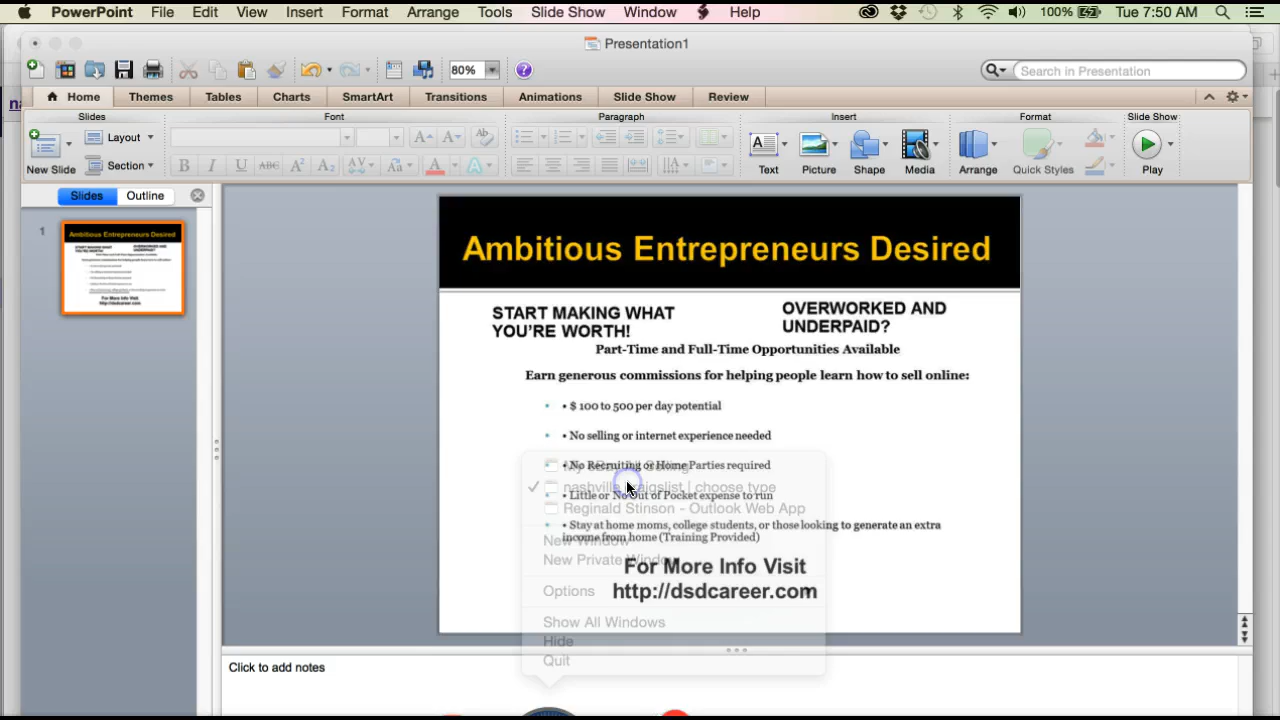 PowerPoint File Edit View Insert Format Arrange Tools Slide Show Window Help 100% Tue 7:50 AM
Presentation1
80% Search in Presentation
Home Themes Tables Charts SmartArt Transitions Animations Slide Show Review
Slides Font Paragraph Insert Format Slide Show
Layout
New Slide Section Text Picture Shape Media Arrange Quick Styles Play
B I U ABC
Slides Outline
1
Ambitious Entrepreneurs Desired
START MAKING WHAT
YOU'RE WORTH!
OVERWORKED AND
UNDERPAID?
Part-Time and Full-Time Opportunities Available
Earn generous commissions for helping people learn how to sell online:
• $ 100 to 500 per day potential
• No selling or internet experience needed
• No Recruiting or Home Parties required
• Little or No Out of Pocket expense to run
• Stay at home moms, college students, or those looking to generate an extra
income from home (Training Provided)
For More Info Visit
http://dsdcareer.com
nashville craigslist | choose type
Reginald Stinson - Outlook Web App
New Window
New Private Window
Options
Show All Windows
Hide
Quit
Click to add notes